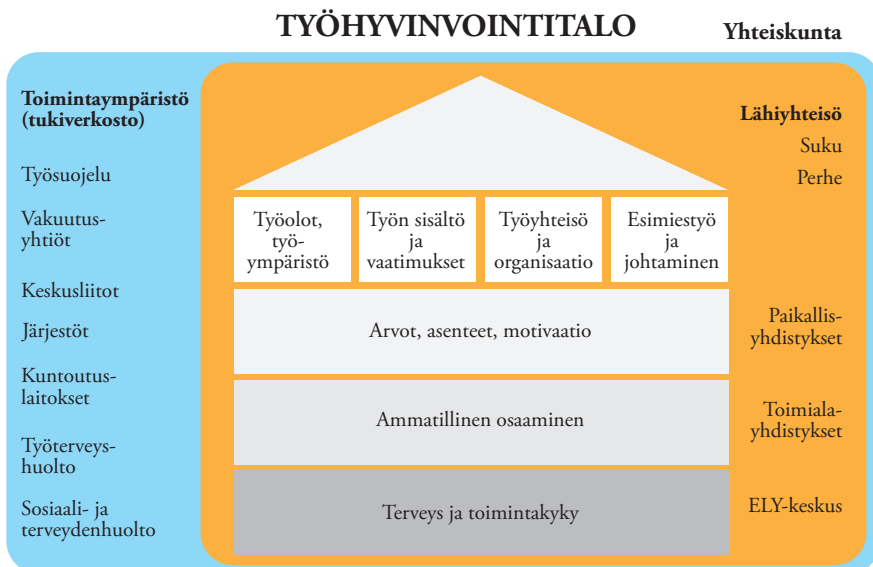 TYÖHYVINVOINTITALO
Yhteiskunta
Toimintaympäristö
(tukiverkosto)
Työsuojelu
Vakuutus-
yhtiöt
Keskusliitot
Järjestöt
Kuntoutus-
laitokset
Työterveys-
huolto
Sosiaali- ja
terveydenhuolto
Työolot,
työ-
ympäristö
Työn sisältö
ja
vaatimukset
Työyhteisö
ja
organisaatio
Esimiestyö
ja
johtaminen
Arvot, asenteet, motivaatio
Ammatillinen osaaminen
Terveys ja toimintakyky
Lähiyhteisö
Suku
Perhe
Paikallis-
yhdistykset
Toimiala-
yhdistykset
ELY-keskus